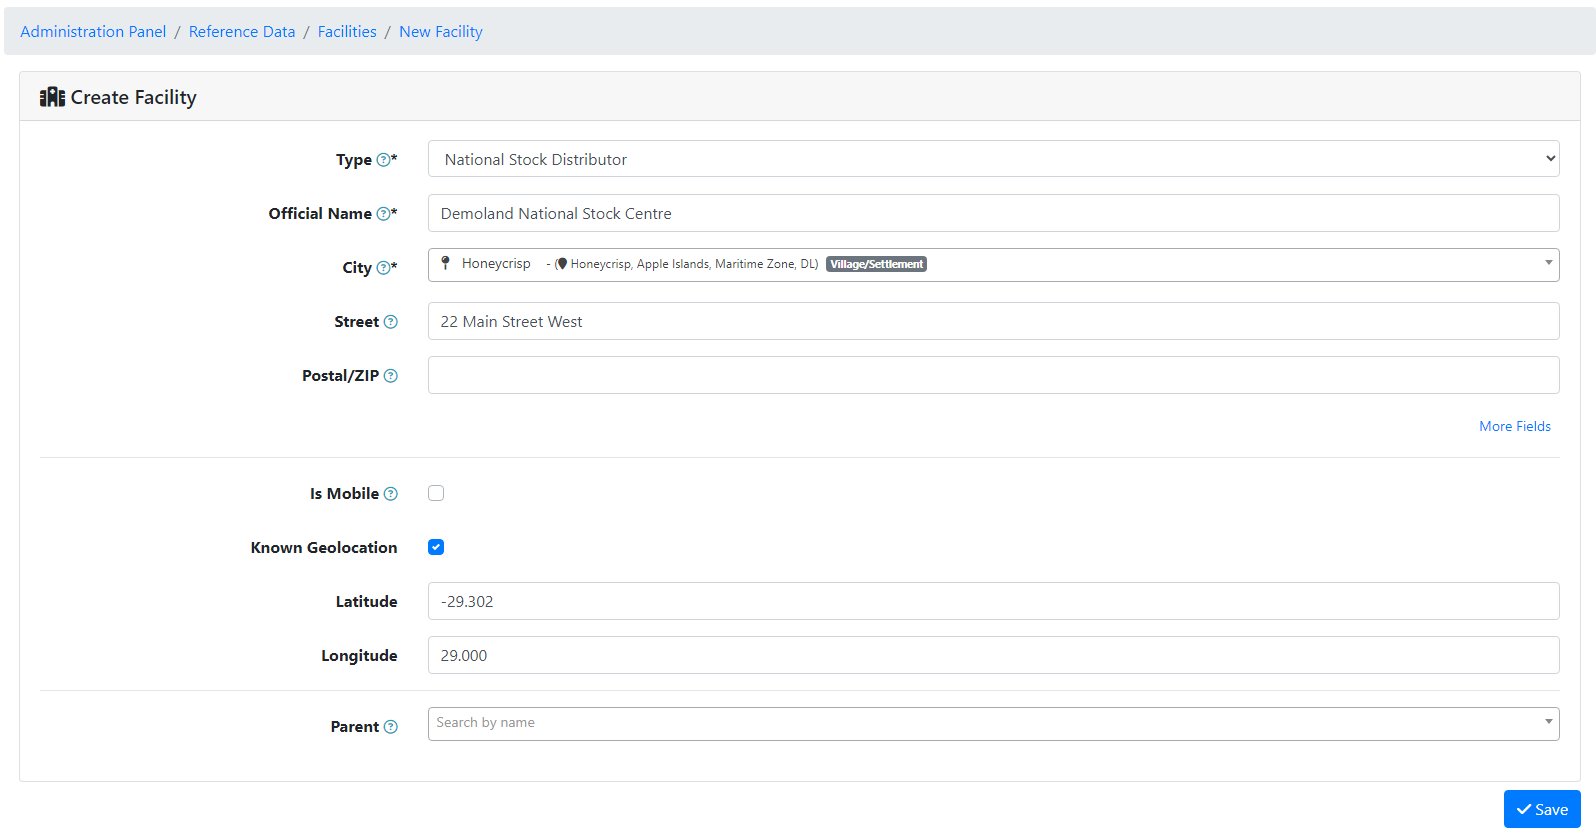 Administration Panel / Reference Data / Facilities / New Facility
Create Facility
Type ?* National Stock Distributor
Official Name ?* Demoland National Stock Centre
City ?* Honeycrisp - (Honeycrisp, Apple Islands, Maritime Zone, DL) Village/Settlement
Street ? 22 Main Street West
Postal/ZIP ?
More Fields
Is Mobile ?
Known Geolocation
Latitude -29.302
Longitude 29.000
Parent ? Search by name
Save